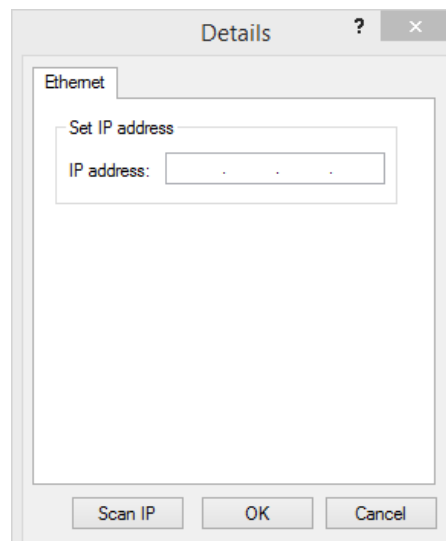 Details ? ×
Ethernet
Set IP address
IP address: . . .
Scan IP OK Cancel